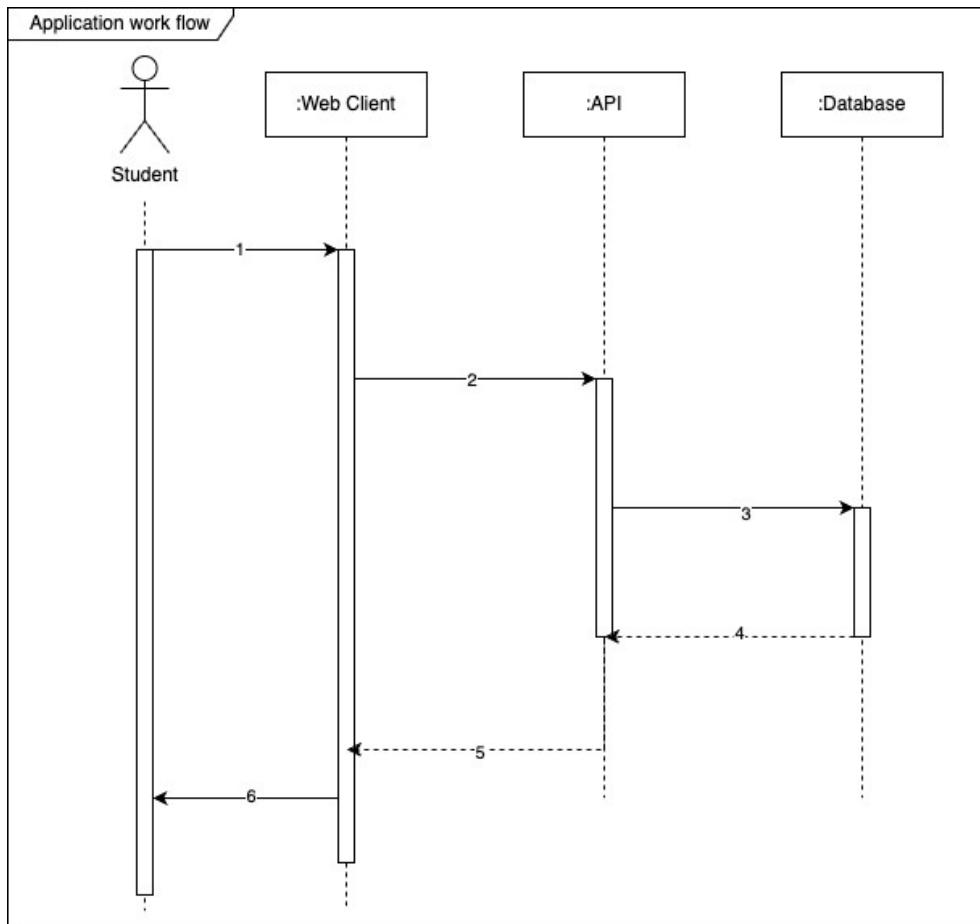 Application work flow
:Web Client
:API
:Database
Student
1
2
3
4
5
6